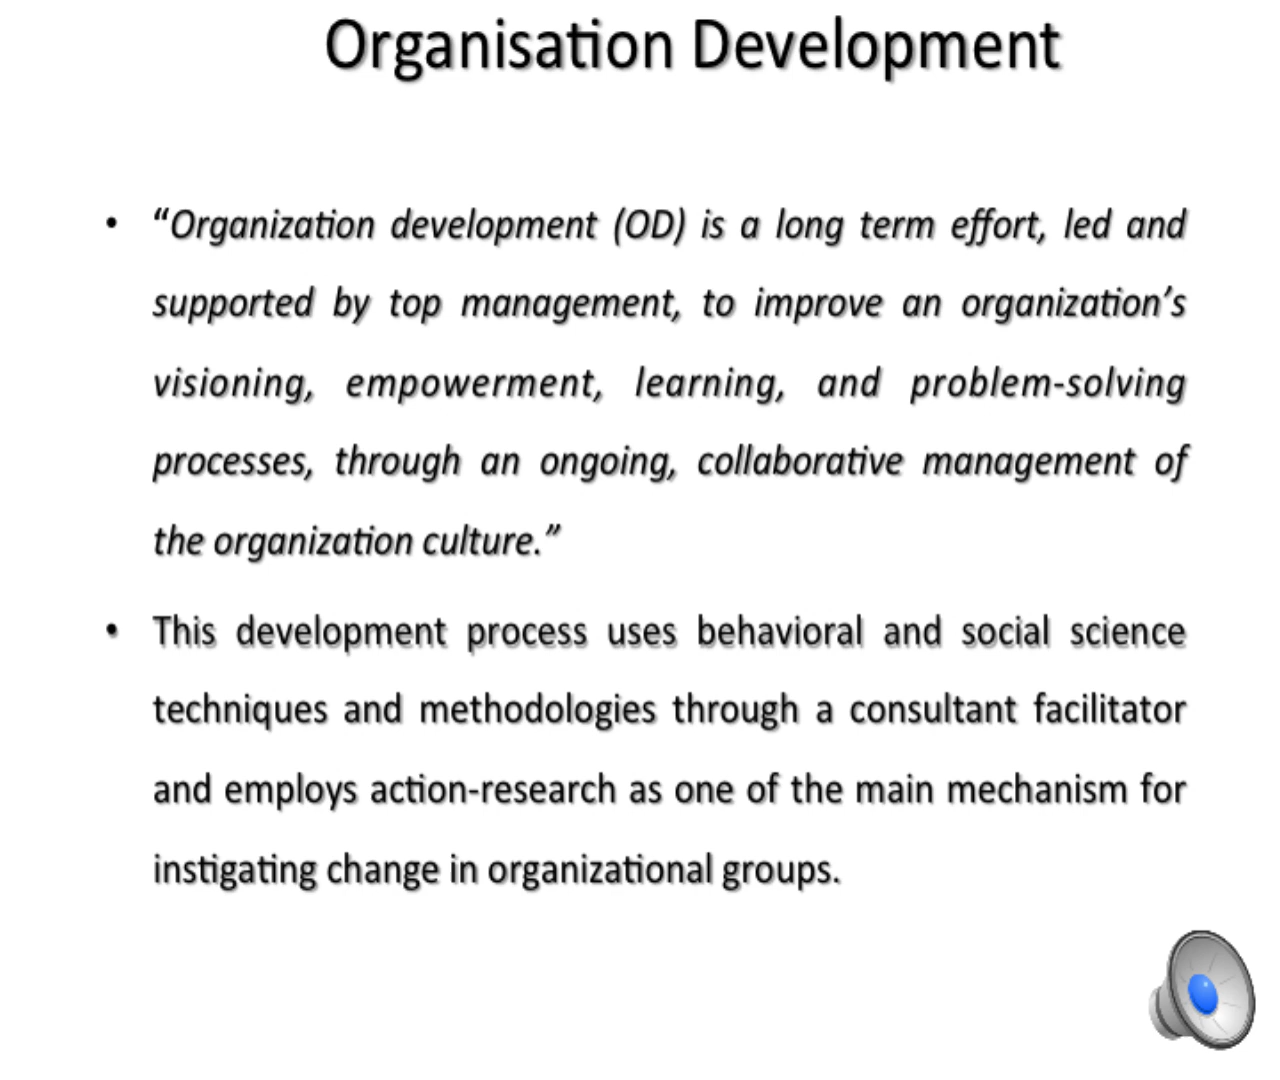 Organisation Development
• “Organization development (OD) is a long term effort, led and
supported by top management, to improve an organization’s
visioning, empowerment, learning, and problem-solving
processes, through an ongoing, collaborative management of
the organization culture.”
• This development process uses behavioral and social science
techniques and methodologies through a consultant facilitator
and employs action-research as one of the main mechanism for
instigating change in organizational groups.